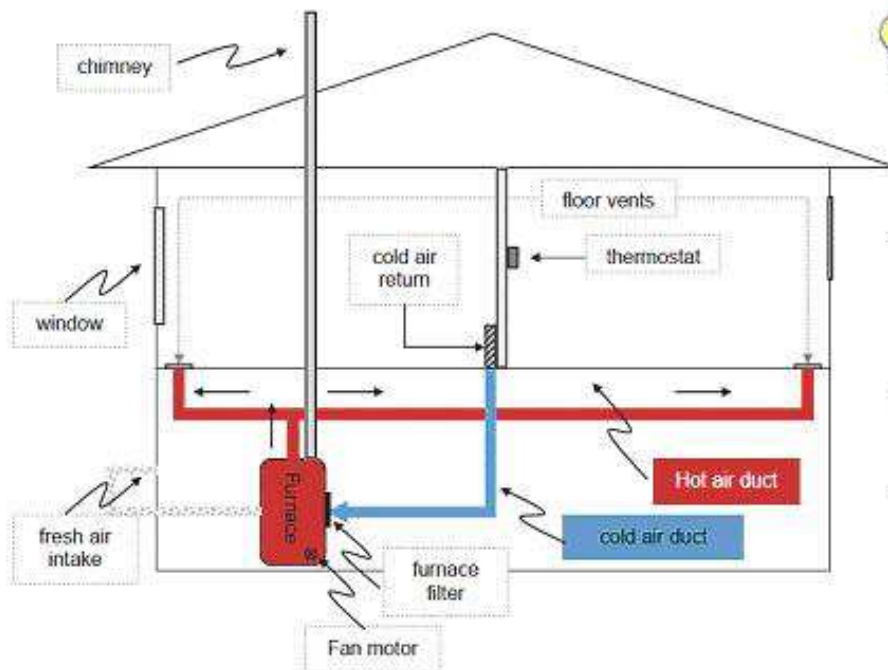 chimney
floor vents
cold air
return
thermostat
window
Hot air duct
Furnace
fresh air
intake
cold air duct
furnace
filter
Fan motor